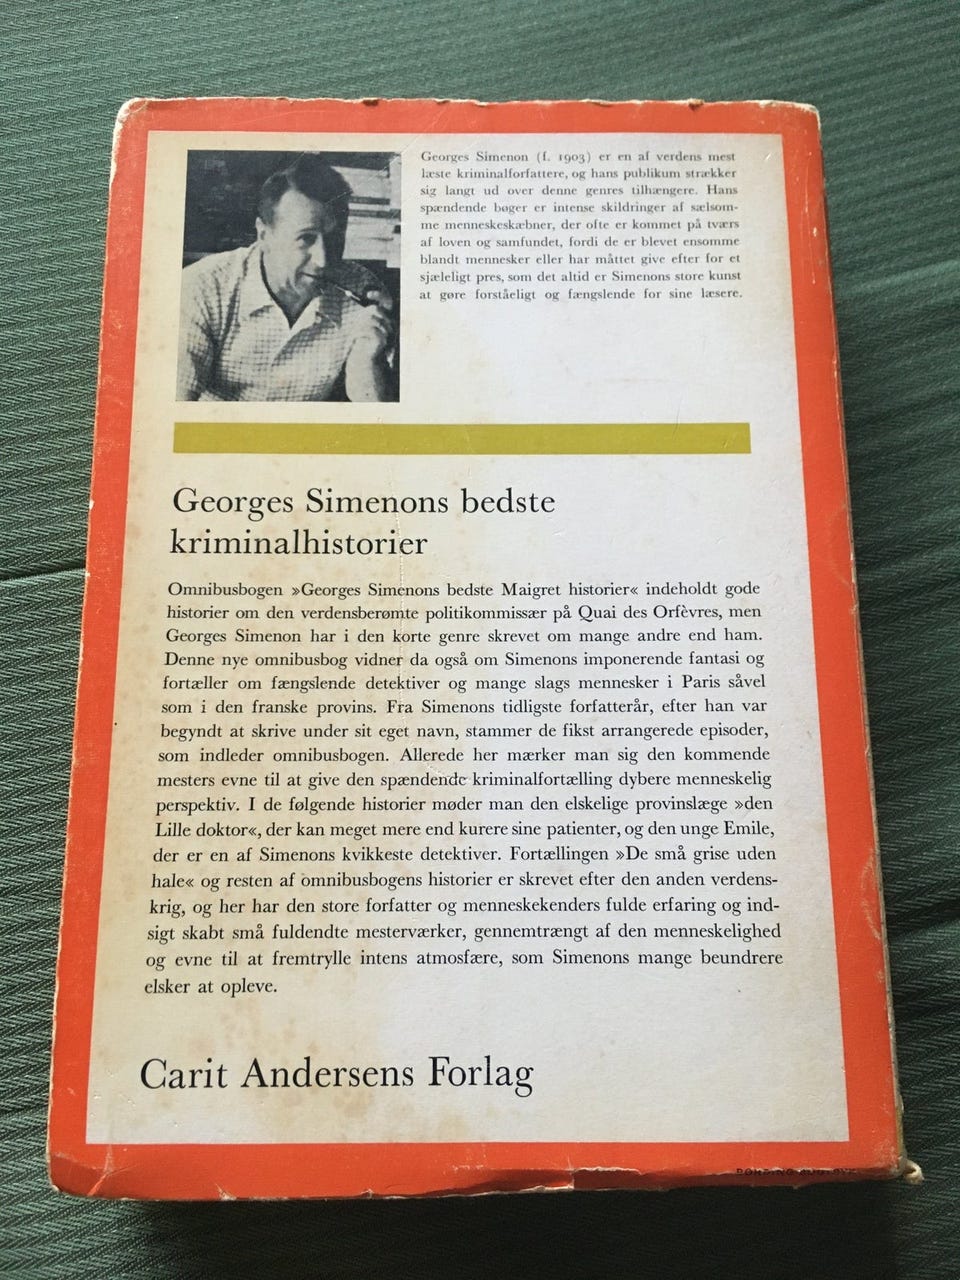 Georges Simenon (f. 1903) er en af verdens mest
læste kriminalforfattere, og hans publikum strækker
sig langt ud over denne genres tilhængere. Hans
spændende bøger er intense skildringer af sælsom-
me menneskeskæbner, der ofte er kommet på tværs
af loven og samfundet, fordi de er blevet ensomme
blandt mennesker eller har måttet give efter for et
sjæleligt pres, som det altid er Simenons store kunst
at gøre forståeligt og fængslende for sine læsere.
Georges Simenons bedste
kriminalhistorier
Omnibusbogen »Georges Simenons bedste Maigret historier« indeholdt gode
historier om den verdensberømte politikommissær på Quai des Orfèvres, men
Georges Simenon har i den korte genre skrevet om mange andre end ham.
Denne nye omnibusbog vidner da også om Simenons imponerende fantasi og
fortæller om fængslende detektiver og mange slags mennesker i Paris såvel
som i den franske provins. Fra Simenons tidligste forfatterår, efter han var
begyndt at skrive under sit eget navn, stammer de fikst arrangerede episoder,
som indleder omnibusbogen. Allerede her mærker man sig den kommende
mesters evne til at give den spændende kriminalfortælling dybere menneskelig
perspektiv. I de følgende historier møder man den elskelige provinslæge »den
Lille doktor«, der kan meget mere end kurere sine patienter, og den unge Emile,
der er en af Simenons kvikkeste detektiver. Fortællingen »De små grise uden
hale« og resten af omnibusbogens historier er skrevet efter den anden verdens-
krig, og her har den store forfatter og menneskekenders fulde erfaring og ind-
sigt skabt små fuldendte mesterværker, gennemtrængt af den menneskelighed
og evne til at fremtrylle intens atmosfære, som Simenons mange beundrere
elsker at opleve.
Carit Andersens Forlag